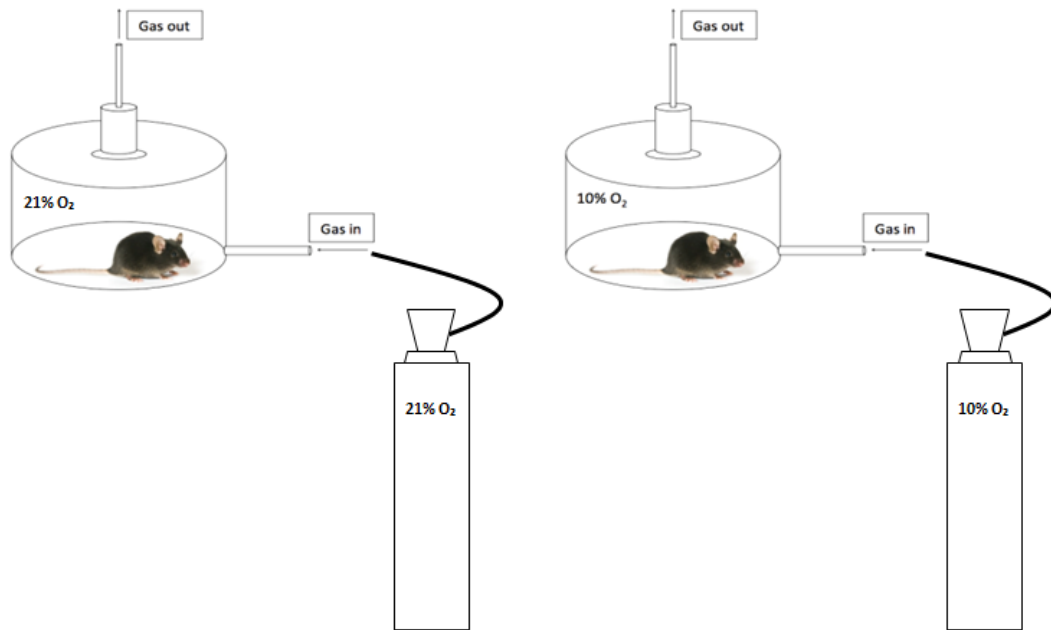 Gas out
21% O₂
Gas in
21% O₂
Gas out
10% O₂
Gas in
10% O₂